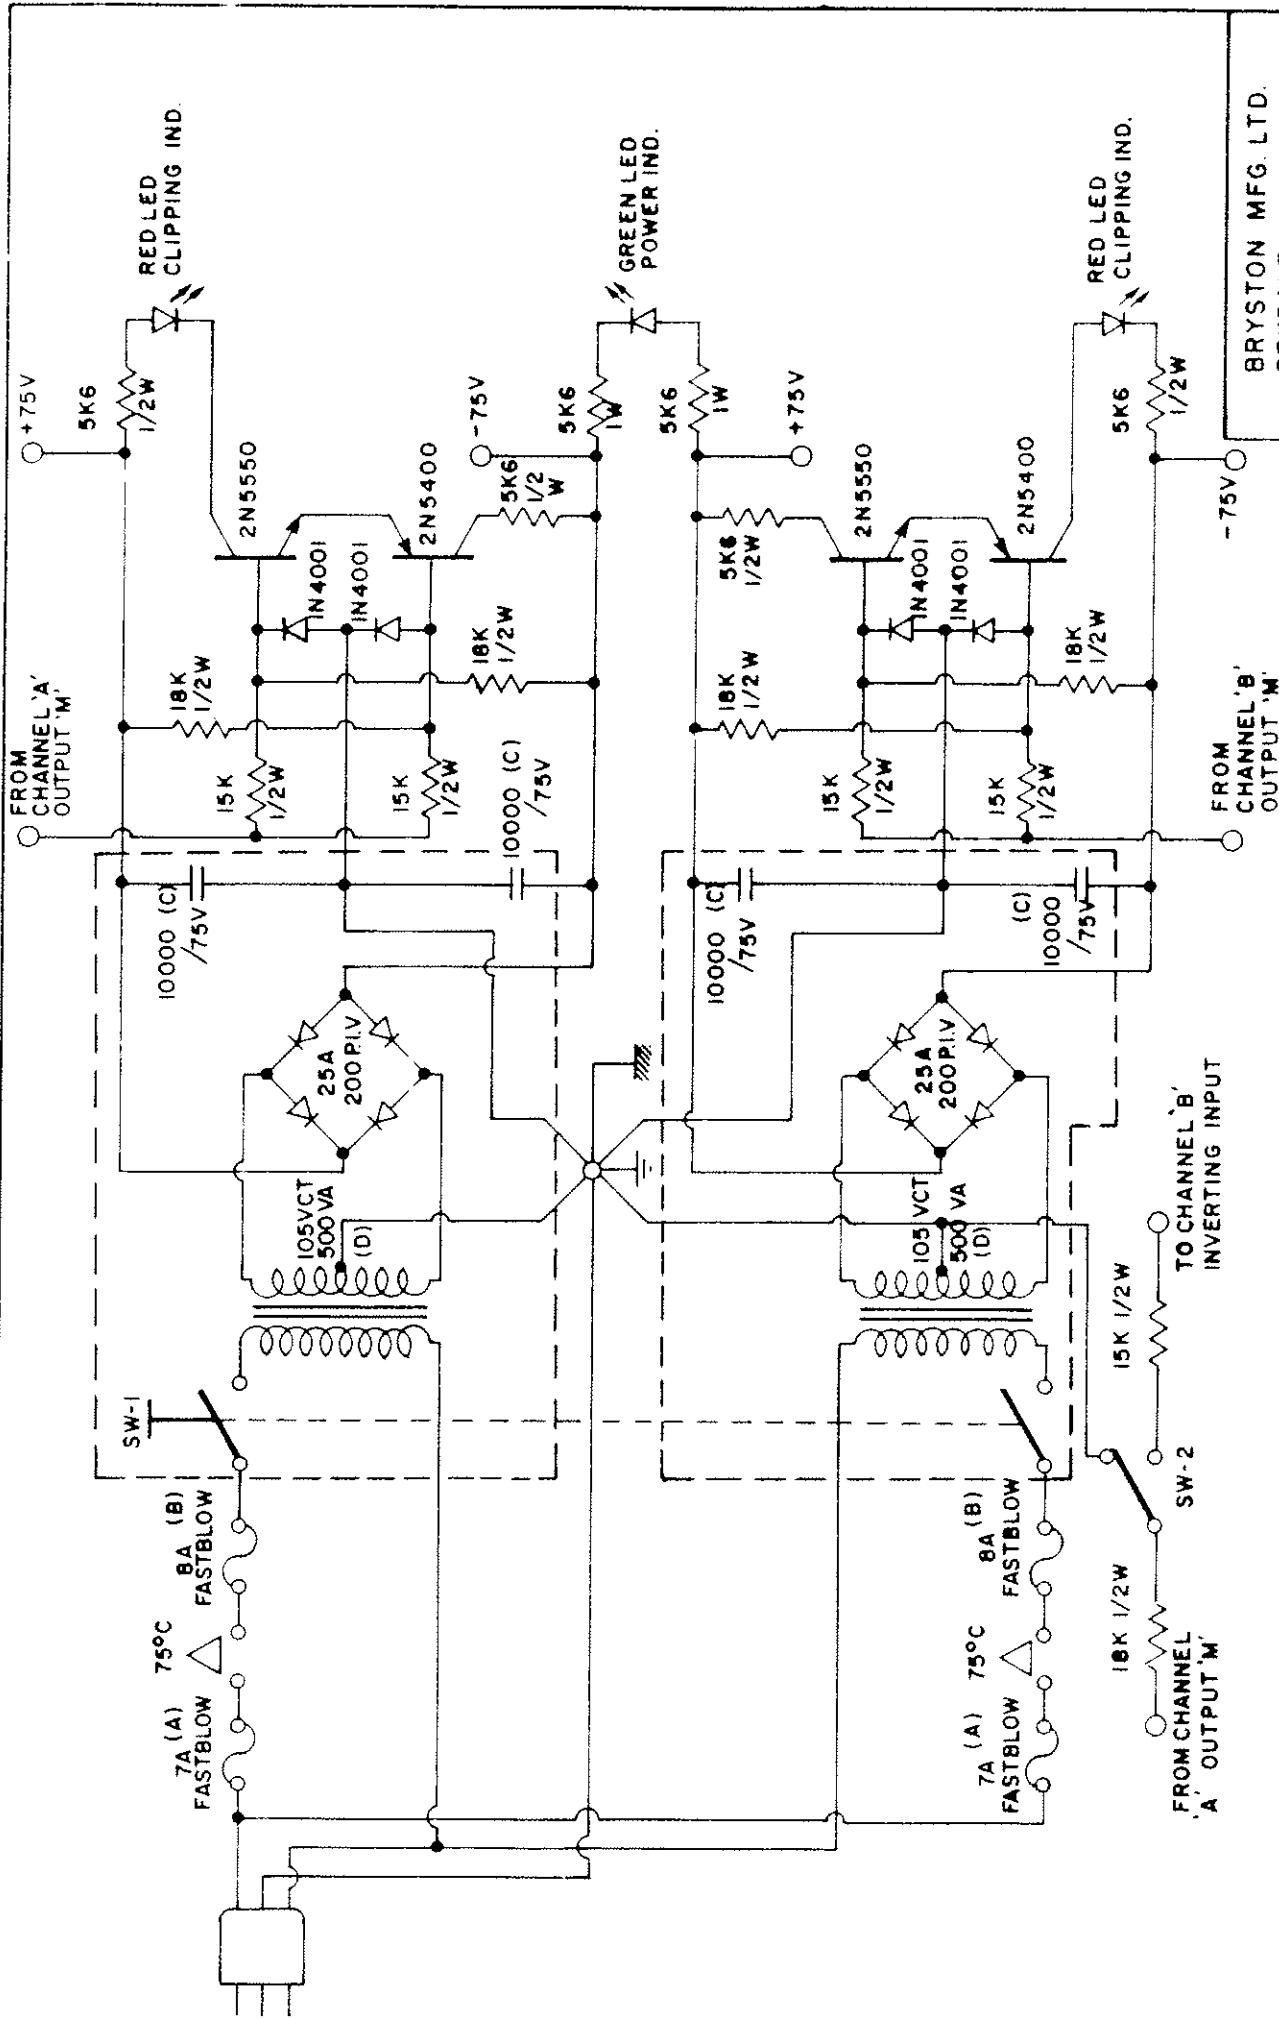 FROM
CHANNEL 'A'
OUTPUT 'M'
+75V
5K6
1/2W
RED LED
CLIPPING IND.
18K
1/2W
15K
1/2W
2N5550
1N4001
1N4001
2N5400
15K
1/2W
18K
1/2W
5K6
1/2
W
-75V
5K6
1W
GREEN LED
POWER IND.
10000 (C)
/75V
10000 (C)
/75V
25A
200 P.I.V
105VCT
500VA
(D)
SW-1
8A (B)
FASTBLOW
75°C
7A (A)
FASTBLOW
5K6
1W
+75V
5K6
1/2W
18K
1/2W
15K
1/2W
2N5550
1N4001
1N4001
2N5400
15K
1/2W
18K
1/2W
RED LED
CLIPPING IND.
5K6
1/2W
-75V
FROM
CHANNEL 'B'
OUTPUT 'M'
10000 (C)
/75V
(C)
10000
/75V
25A
200P.I.V
105 VCT
500 VA
(D)
8A (B)
FASTBLOW
75°C
7A (A)
FASTBLOW
FROM CHANNEL
'A' OUTPUT 'M'
18K 1/2W
SW-2
15K 1/2W
TO CHANNEL 'B'
INVERTING INPUT
BRYSTON MFG. LTD.